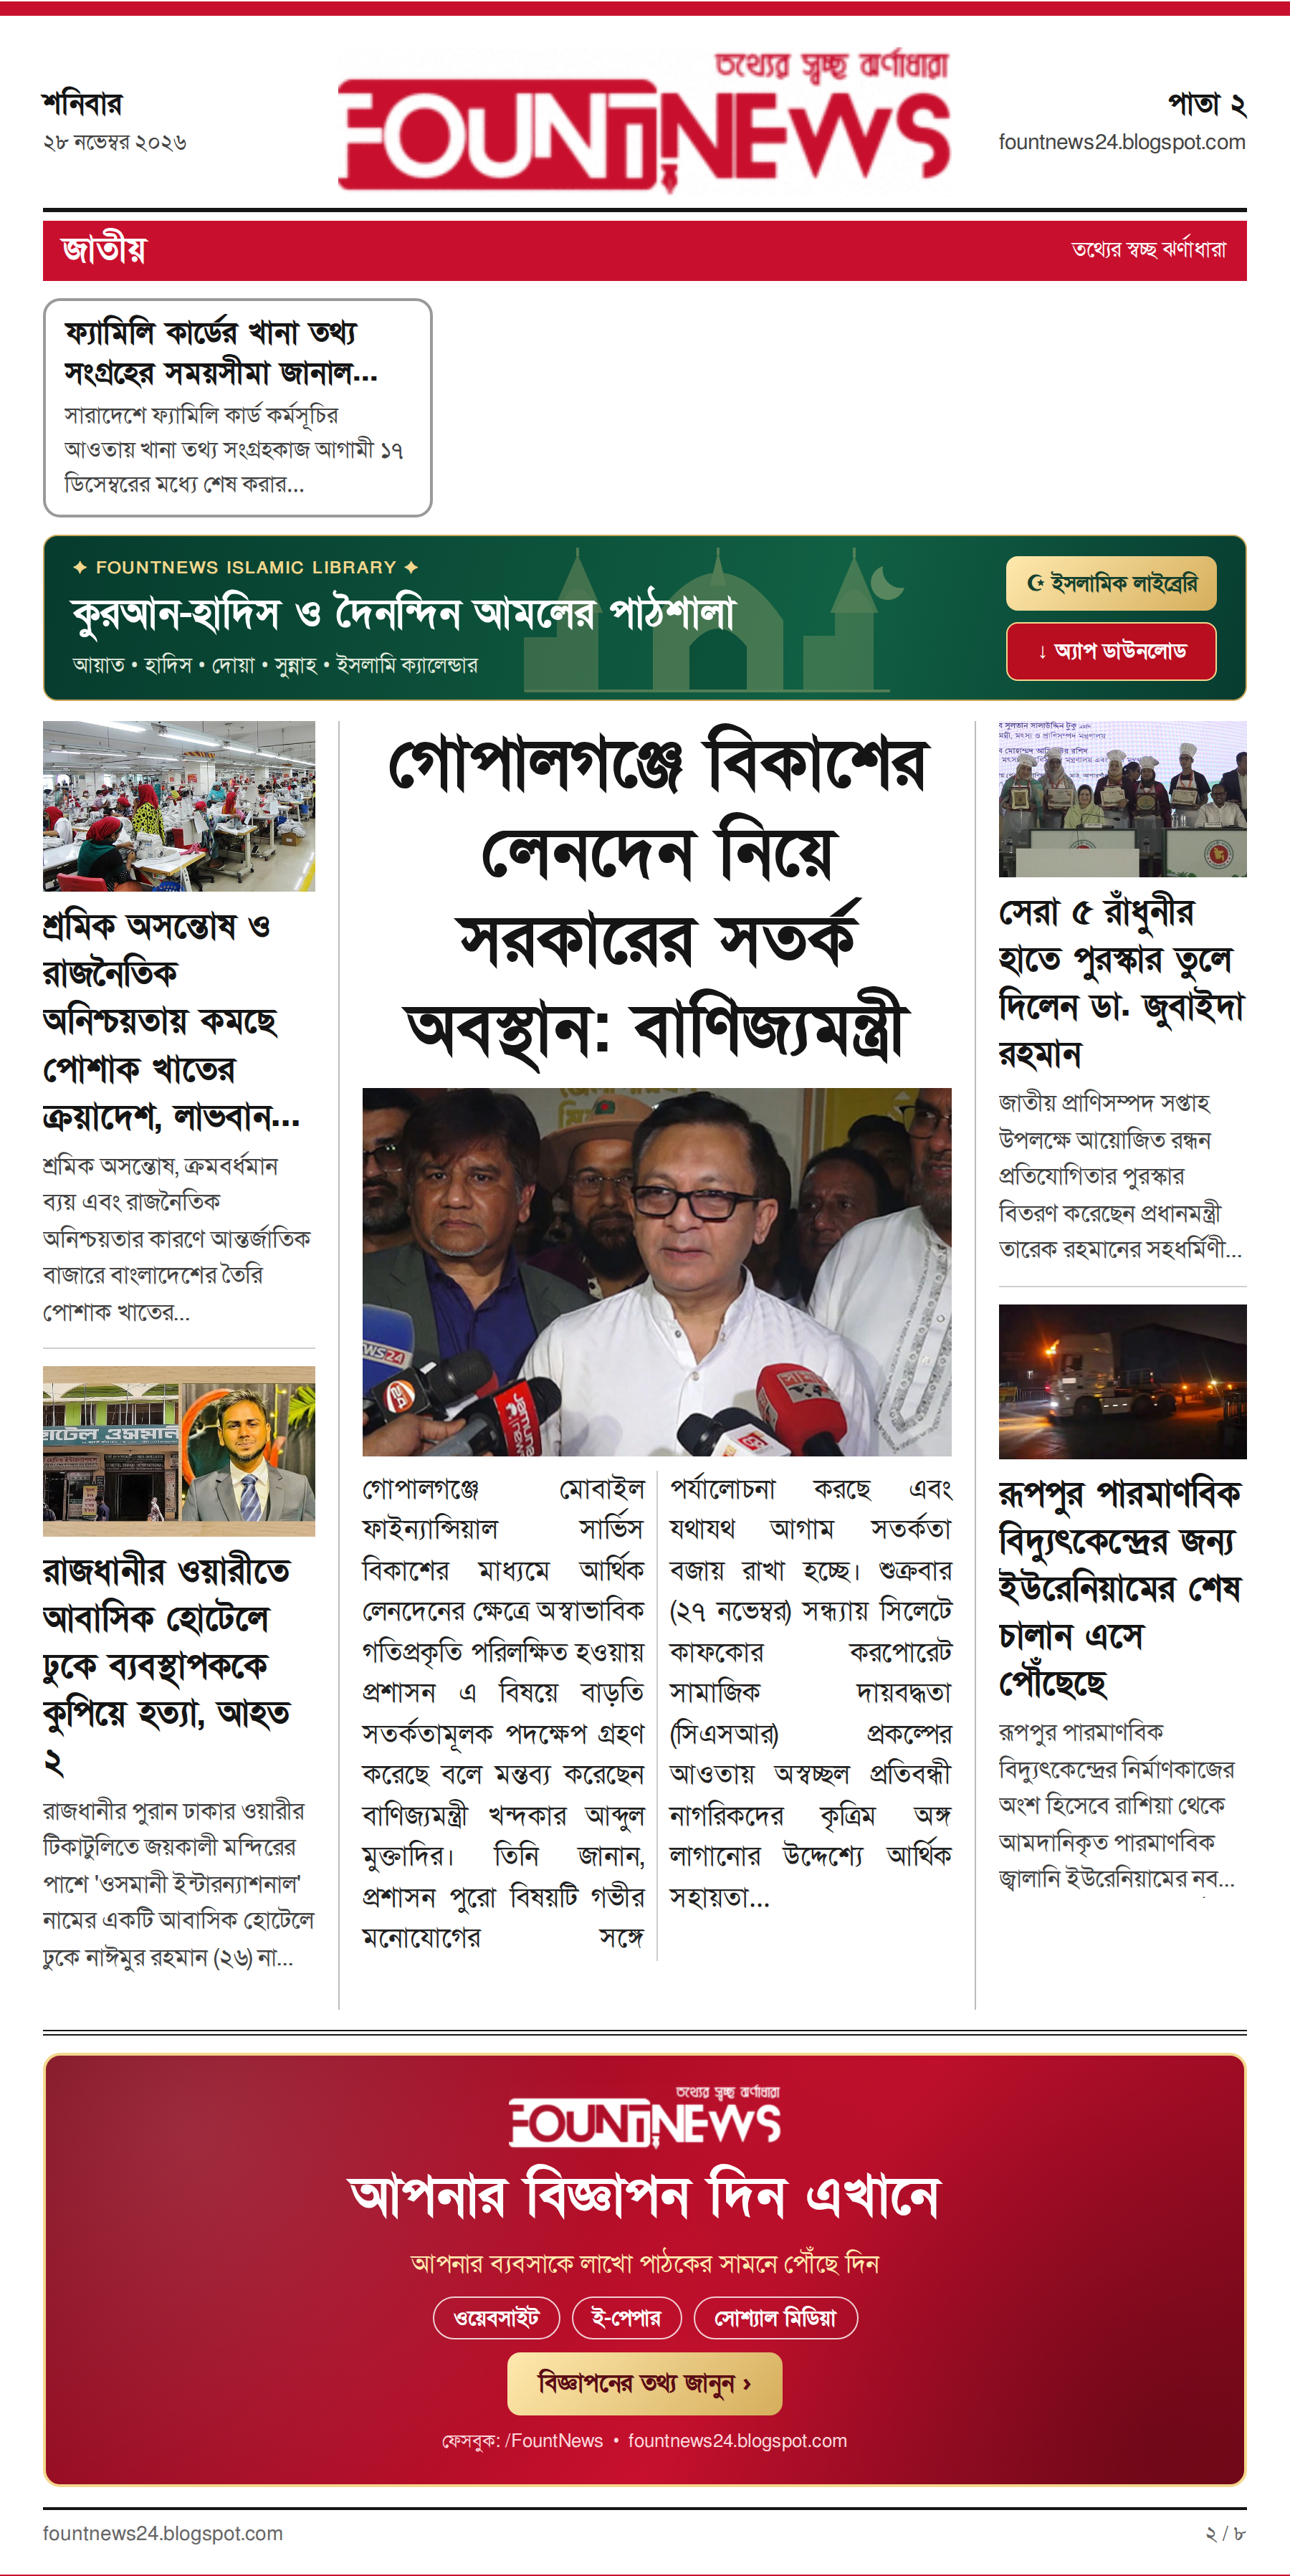 শনিবার
২৮ নভেম্বর ২০২৬
তথ্যের স্বচ্ছ ঝর্ণাধারা
FOUNTNEWS
পাতা ২
fountnews24.blogspot.com
জাতীয়
তথ্যের স্বচ্ছ ঝর্ণাধারা
ফ্যামিলি কার্ডের খানা তথ্য
সংগ্রহের সময়সীমা জানাল...
সারাদেশে ফ্যামিলি কার্ড কর্মসূচির
আওতায় খানা তথ্য সংগ্রহকাজ আগামী ১৭
ডিসেম্বরের মধ্যে শেষ করার...
✦ FOUNTNEWS ISLAMIC LIBRARY ✦
কুরআন-হাদিস ও দৈনন্দিন আমলের পাঠশালা
আয়াত • হাদিস • দোয়া • সুন্নাহ • ইসলামি ক্যালেন্ডার
☪ ইসলামিক লাইব্রেরি
↓ অ্যাপ ডাউনলোড
শ্রমিক অসন্তোষ ও
রাজনৈতিক
অনিশ্চয়তায় কমছে
পোশাক খাতের
ক্রয়াদেশ, লাভবান...
শ্রমিক অসন্তোষ, ক্রমবর্ধমান
ব্যয় এবং রাজনৈতিক
অনিশ্চয়তার কারণে আন্তর্জাতিক
বাজারে বাংলাদেশের তৈরি
পোশাক খাতের...
রাজধানীর ওয়ারীতে
আবাসিক হোটেলে
ঢুকে ব্যবস্থাপককে
কুপিয়ে হত্যা, আহত
২
রাজধানীর পুরান ঢাকার ওয়ারীর
টিকাটুলিতে জয়কালী মন্দিরের
পাশে 'ওসমানী ইন্টারন্যাশনাল'
নামের একটি আবাসিক হোটেলে
ঢুকে নাঈমুর রহমান (২৬) না...
গোপালগঞ্জে বিকাশের
লেনদেন নিয়ে
সরকারের সতর্ক
অবস্থান: বাণিজ্যমন্ত্রী
NEWS24
24
Jamuna
গোপালগঞ্জে মোবাইল
ফাইন্যান্সিয়াল সার্ভিস
বিকাশের মাধ্যমে আর্থিক
লেনদেনের ক্ষেত্রে অস্বাভাবিক
গতিপ্রকৃতি পরিলক্ষিত হওয়ায়
প্রশাসন এ বিষয়ে বাড়তি
সতর্কতামূলক পদক্ষেপ গ্রহণ
করেছে বলে মন্তব্য করেছেন
বাণিজ্যমন্ত্রী খন্দকার আব্দুল
মুক্তাদির। তিনি জানান,
প্রশাসন পুরো বিষয়টি গভীর
মনোযোগের সঙ্গে
পর্যালোচনা করছে এবং
যথাযথ আগাম সতর্কতা
বজায় রাখা হচ্ছে। শুক্রবার
(২৭ নভেম্বর) সন্ধ্যায় সিলেটে
কাফকোর করপোরেট
সামাজিক দায়বদ্ধতা
(সিএসআর) প্রকল্পের
আওতায় অস্বচ্ছল প্রতিবন্ধী
নাগরিকদের কৃত্রিম অঙ্গ
লাগানোর উদ্দেশ্যে আর্থিক
সহায়তা...
সেরা ৫ রাঁধুনীর
হাতে পুরস্কার তুলে
দিলেন ডা. জুবাইদা
রহমান
জাতীয় প্রাণিসম্পদ সপ্তাহ
উপলক্ষে আয়োজিত রন্ধন
প্রতিযোগিতার পুরস্কার
বিতরণ করেছেন প্রধানমন্ত্রী
তারেক রহমানের সহধর্মিণী...
রূপপুর পারমাণবিক
বিদ্যুৎকেন্দ্রের জন্য
ইউরেনিয়ামের শেষ
চালান এসে
পৌঁছেছে
রূপপুর পারমাণবিক
বিদ্যুৎকেন্দ্রের নির্মাণকাজের
অংশ হিসেবে রাশিয়া থেকে
আমদানিকৃত পারমাণবিক
জ্বালানি ইউরেনিয়ামের নব...
তথ্যের স্বচ্ছ ঝর্ণাধারা
FOUNTNEWS
আপনার বিজ্ঞাপন দিন এখানে
আপনার ব্যবসাকে লাখো পাঠকের সামনে পৌঁছে দিন
ওয়েবসাইট
ই-পেপার
সোশ্যাল মিডিয়া
বিজ্ঞাপনের তথ্য জানুন ›
ফেসবুক: /FountNews • fountnews24.blogspot.com
fountnews24.blogspot.com
২ / ৮